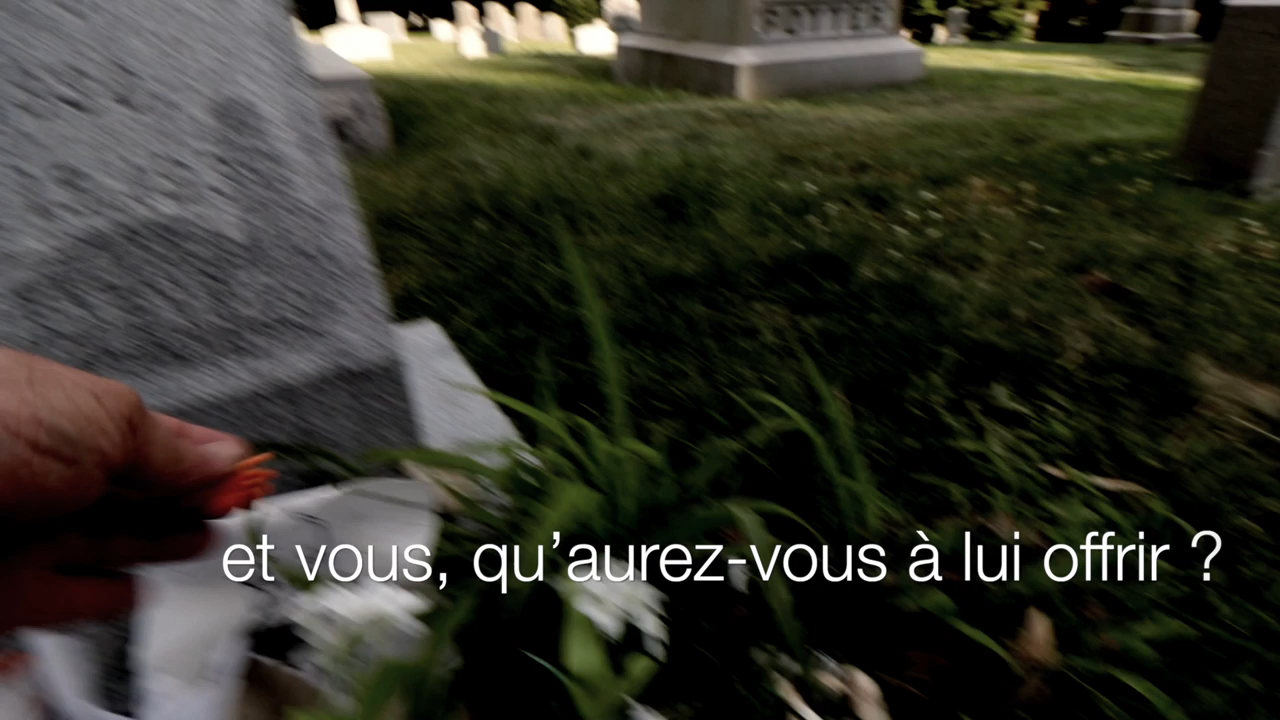 et vous, qu’aurez-vous à lui offrir ?